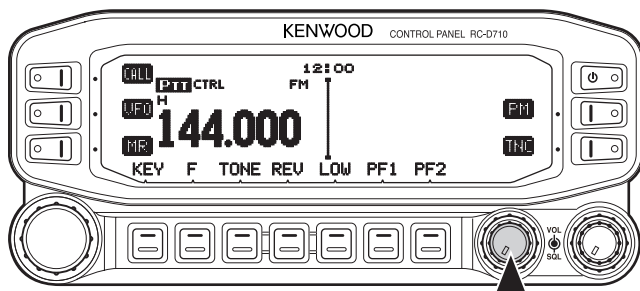 KENWOOD CONTROL PANEL RC-D710
12:00
CALL PTT CTRL FM
H
VFO 144.000 PM
MR TNC
KEY F TONE REV LOW PF1 PF2
VOL
SQL